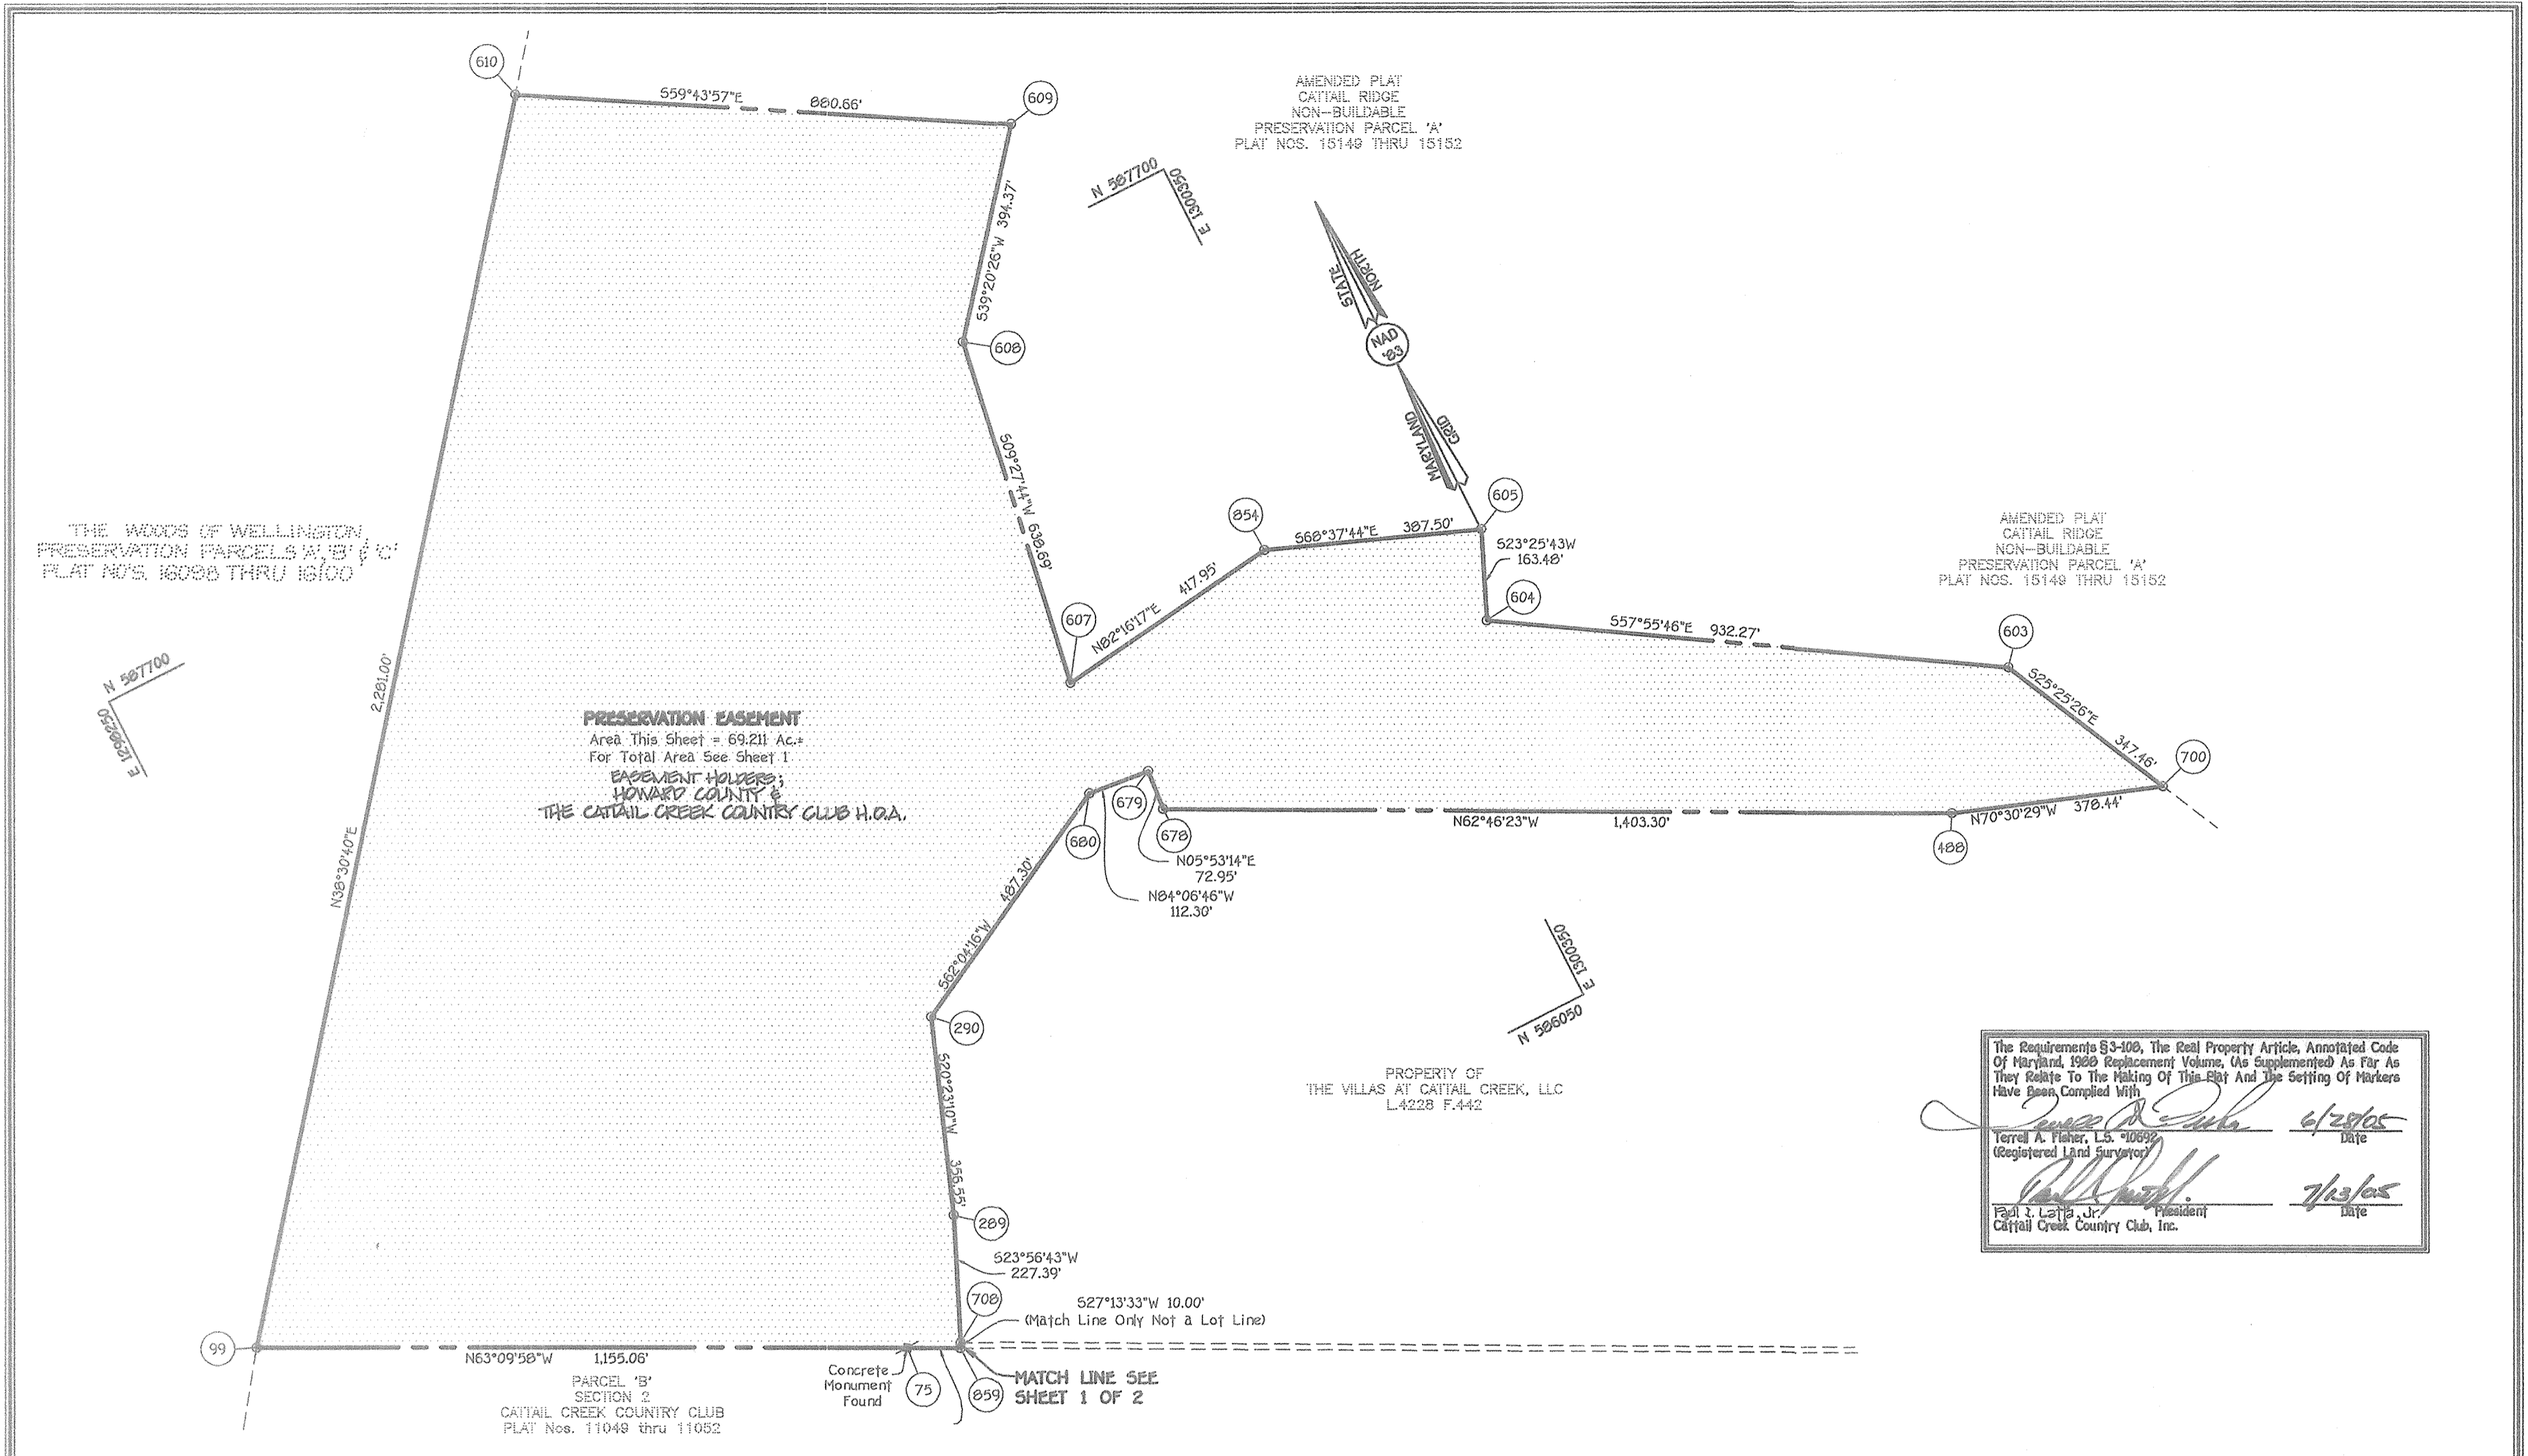 610
S59°43'57"E 880.66'
609
AMENDED PLAT
CATTAIL RIDGE
NON-BUILDABLE
PRESERVATION PARCEL 'A'
PLAT NOS. 15149 THRU 15152
N 587700
E 1300350
S39°20'26"W 394.37'
608
STATE
NORTH
NAD
'83
MARYLAND
GRID
S09°27'44"W 638.69'
605
854
S68°37'44"E 387.50'
S23°25'43W
163.48'
604
AMENDED PLAT
CATTAIL RIDGE
NON-BUILDABLE
PRESERVATION PARCEL 'A'
PLAT NOS. 15149 THRU 15152
THE WOODS OF WELLINGTON,
PRESERVATION PARCELS 'A','B' & 'C'
PLAT NO'S. 16098 THRU 16100
417.95'
N82°16'17"E
607
S57°55'46"E 932.27'
603
S25°25'26"E
347.46'
700
N 587700
E 1298250
2,281.00'
N38°30'40"E
PRESERVATION EASEMENT
Area This Sheet = 69.211 Ac.±
For Total Area See Sheet 1
EASEMENT HOLDERS;
HOWARD COUNTY &
THE CATTAIL CREEK COUNTRY CLUB H.O.A.
679
678
680
N62°46'23"W 1,403.30'
N70°30'29"W 378.44'
488
N05°53'14"E
72.95'
N84°06'46"W
112.30'
487.30'
S62°04'16"W
290
E 1300350
N 586050
S20°23'10"W
356.55'
289
S23°56'43"W
227.39'
PROPERTY OF
THE VILLAS AT CATTAIL CREEK, LLC
L.4228 F.442
The Requirements §3-108, The Real Property Article, Annotated Code
Of Maryland, 1988 Replacement Volume, (As Supplemented) As Far As
They Relate To The Making Of This Plat And The Setting Of Markers
Have Been Complied With
6/28/05
Terrell A. Fisher, L.S. #10692 Date
(Registered Land Surveyor)
7/13/05
Paul I. Latta, Jr. President Date
Cattail Creek Country Club, Inc.
708
S27°13'33"W 10.00'
(Match Line Only Not a Lot Line)
99
N63°09'58"W 1,155.06'
Concrete
Monument
Found
75
859
MATCH LINE SEE
SHEET 1 OF 2
PARCEL 'B'
SECTION 2
CATTAIL CREEK COUNTRY CLUB
PLAT Nos. 11049 thru 11052